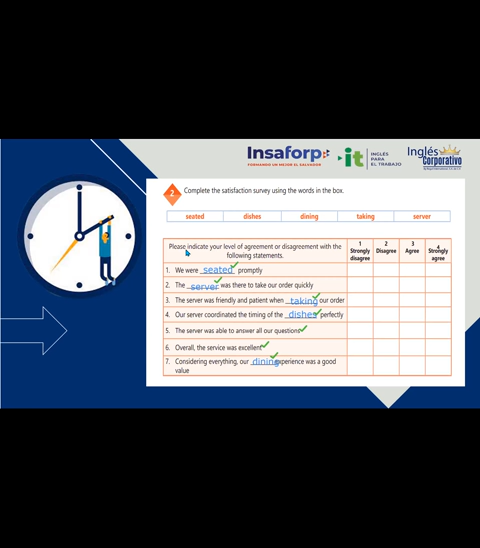 Insaforp
FORMANDO UN MEJOR EL SALVADOR
it
INGLÉS
PARA
EL TRABAJO
Inglés
Corporativo
2 Complete the satisfaction survey using the words in the box.
seated dishes dining taking server
Please indicate your level of agreement or disagreement with the
following statements.
1
Strongly
disagree
2
Disagree
3
Agree
4
Strongly
agree
1. We were seated promptly
2. The server was there to take our order quickly
3. The server was friendly and patient when taking our order
4. Our server coordinated the timing of the dishes perfectly
5. The server was able to answer all our questions
6. Overall, the service was excellent
7. Considering everything, our dining experience was a good
value